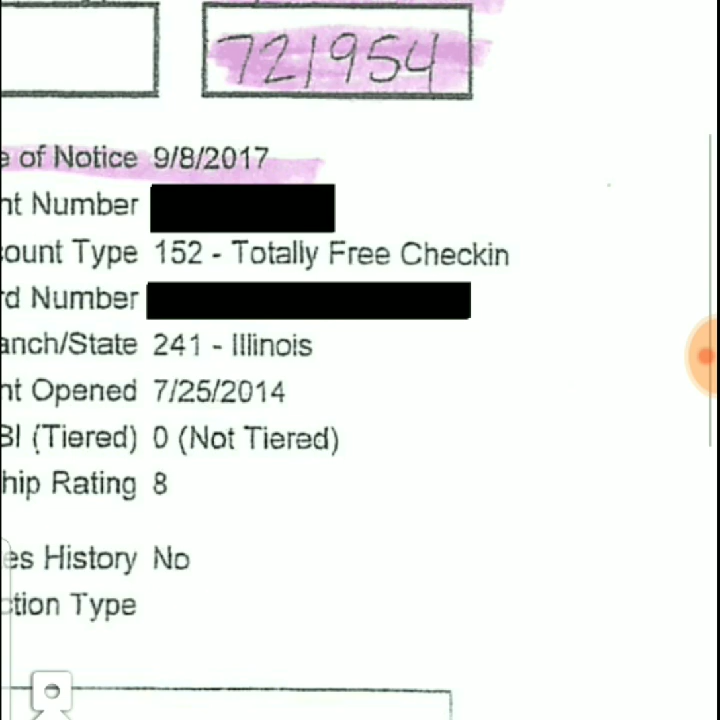 721954
e of Notice 9/8/2017
nt Number
ount Type 152 - Totally Free Checkin
rd Number
anch/State 241 - Illinois
nt Opened 7/25/2014
BI (Tiered) 0 (Not Tiered)
hip Rating 8
es History No
ction Type